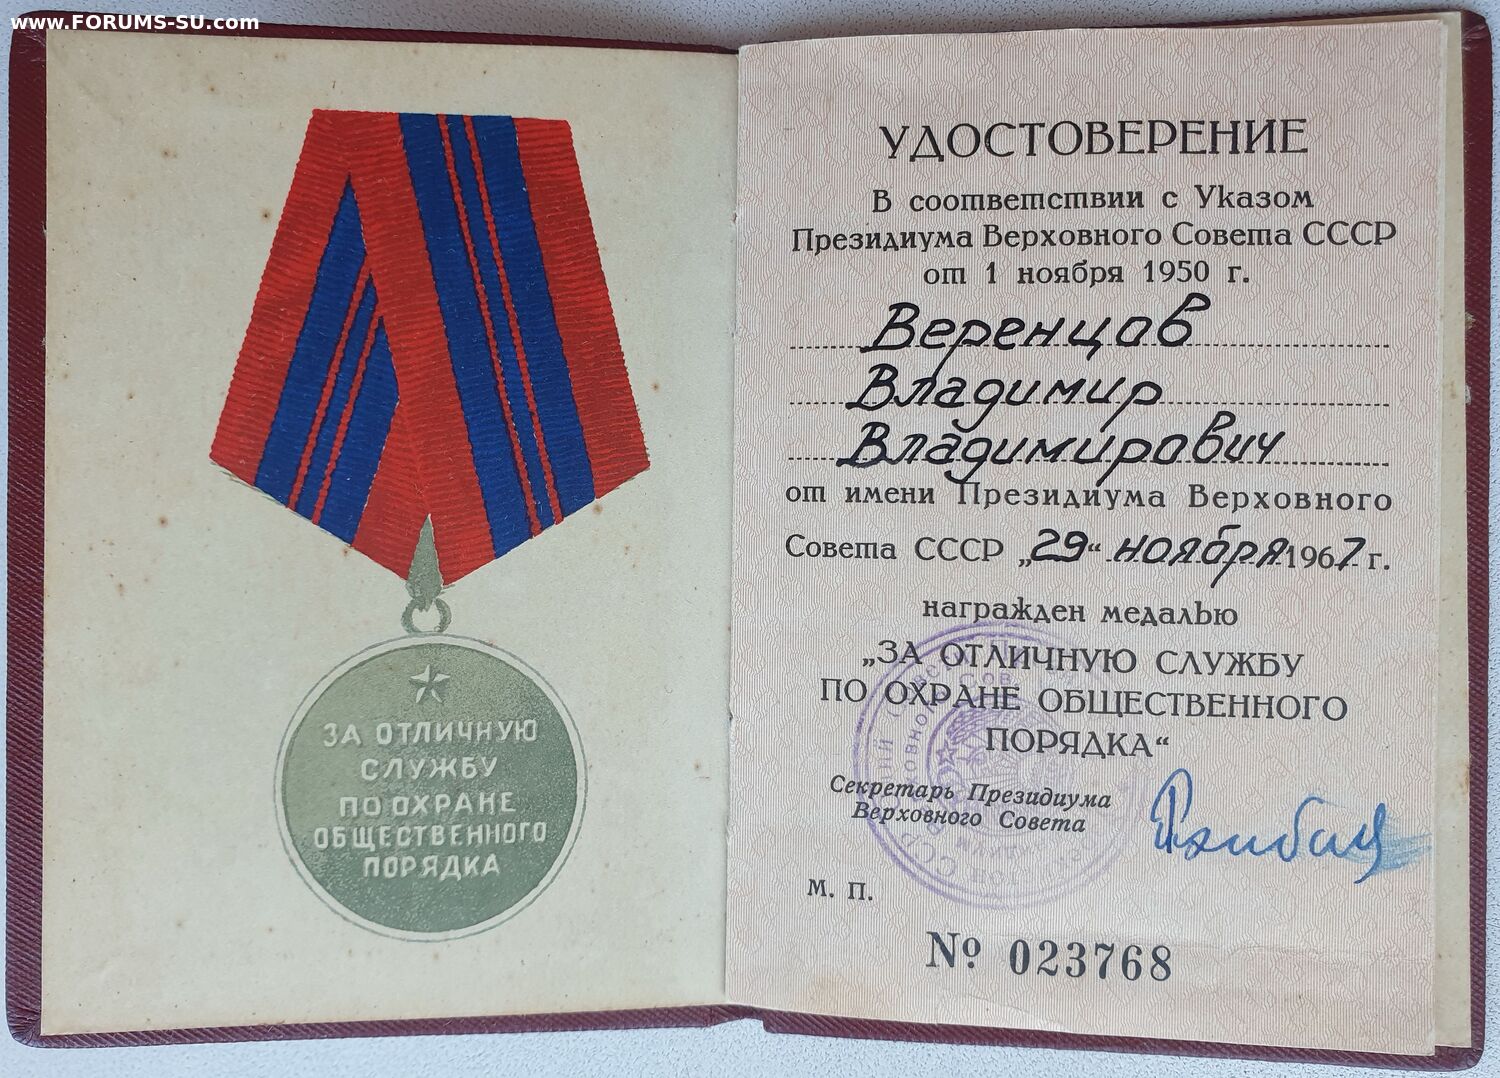 www.FORUMS-SU.com
ЗА ОТЛИЧНУЮ
СЛУЖБУ
ПО ОХРАНЕ
ОБЩЕСТВЕННОГО
ПОРЯДКА
УДОСТОВЕРЕНИЕ
В соответствии с Указом
Президиума Верховного Совета СССР
от 1 ноября 1950 г.
Веренцов
Владимир
Владимирович
от имени Президиума Верховного
Совета СССР „29“ ноября 1967 г.
награжден медалью
„ЗА ОТЛИЧНУЮ СЛУЖБУ
ПО ОХРАНЕ ОБЩЕСТВЕННОГО
ПОРЯДКА“
Секретарь Президиума
Верховного Совета
М. П.
№ 023768